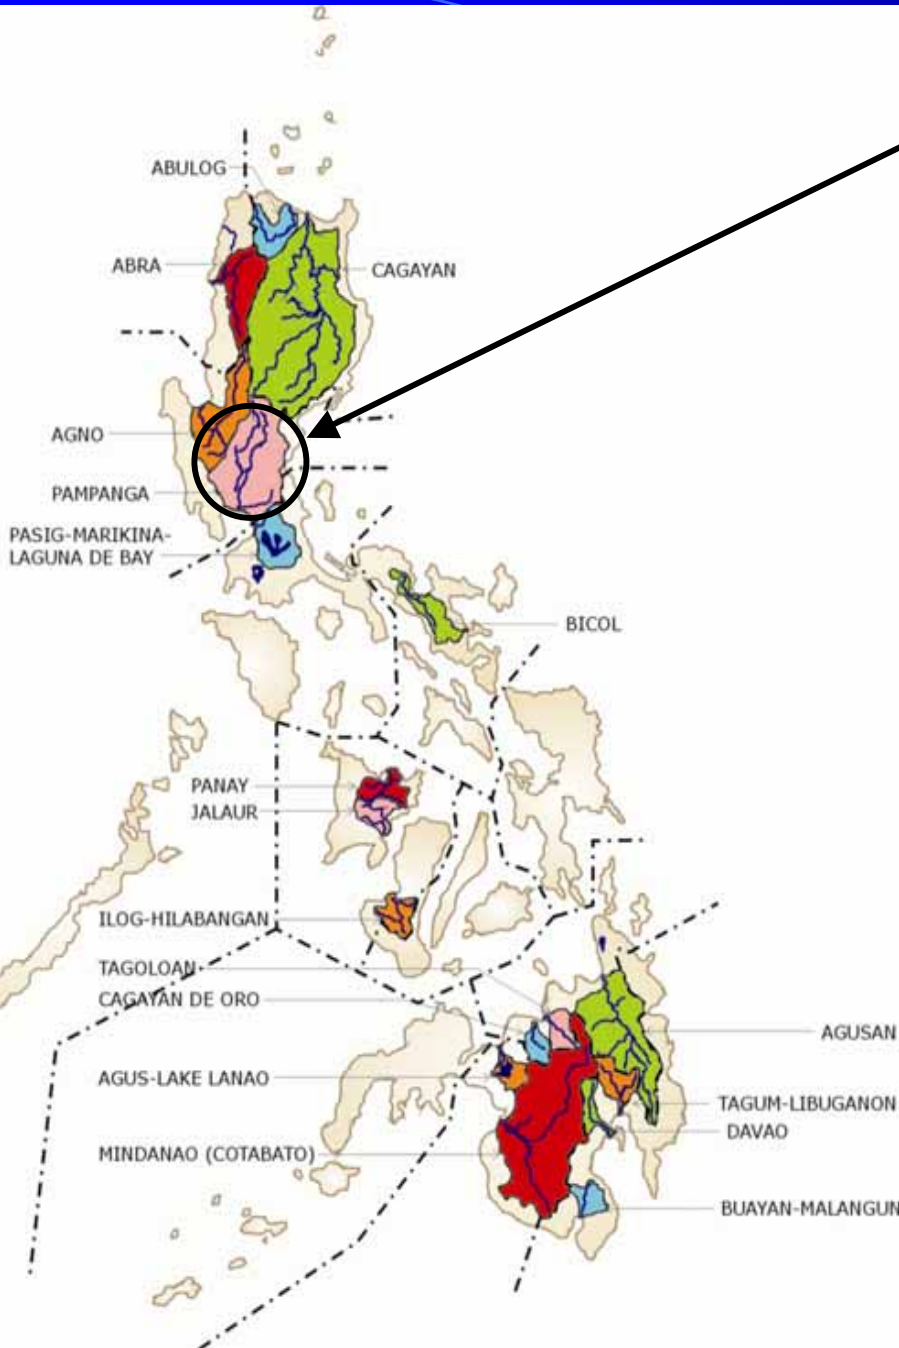 ABULOG
ABRA
CAGAYAN
AGNO
PAMPANGA
PASIG-MARIKINA-
LAGUNA DE BAY
BICOL
PANAY
JALAUR
ILOG-HILABANGAN
TAGOLOAN
CAGAYAN DE ORO
AGUSAN
AGUS-LAKE LANAO
TAGUM-LIBUGANON
DAVAO
MINDANAO (COTABATO)
BUAYAN-MALANGUN